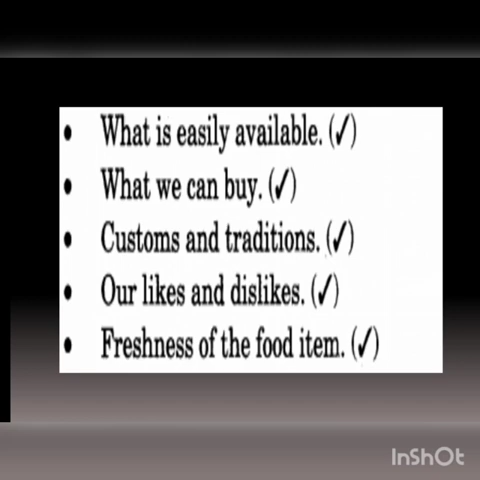 • What is easily available. (✓)
• What we can buy. (✓)
• Customs and traditions. (✓)
• Our likes and dislikes. (✓)
• Freshness of the food item. (✓)
InShOt